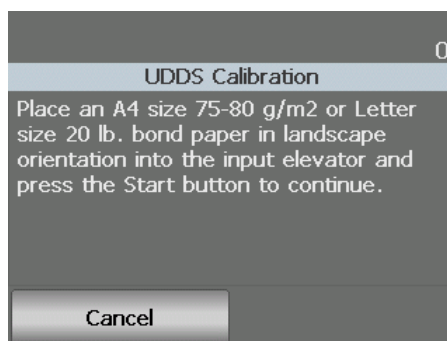 0
UDDS Calibration
Place an A4 size 75-80 g/m2 or Letter
size 20 lb. bond paper in landscape
orientation into the input elevator and
press the Start button to continue.
Cancel